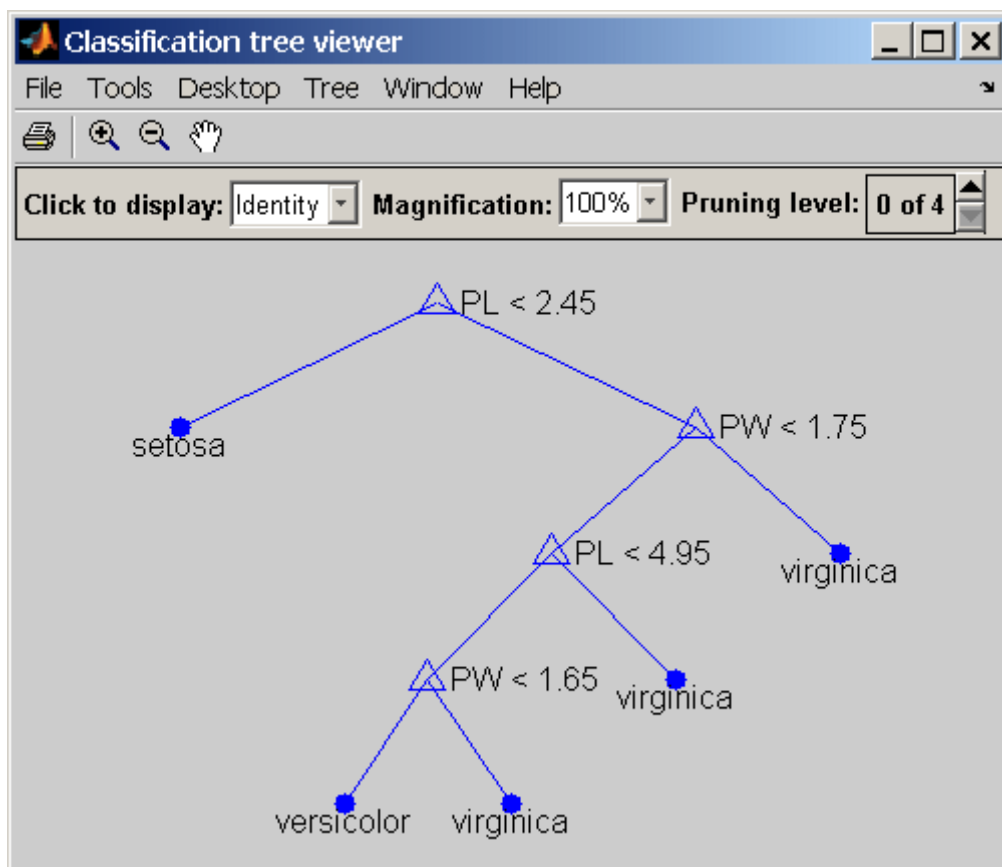 Classification tree viewer
File Tools Desktop Tree Window Help
Click to display: Identity Magnification: 100% Pruning level: 0 of 4
PL < 2.45
setosa
PW < 1.75
PL < 4.95
virginica
PW < 1.65
virginica
versicolor
virginica